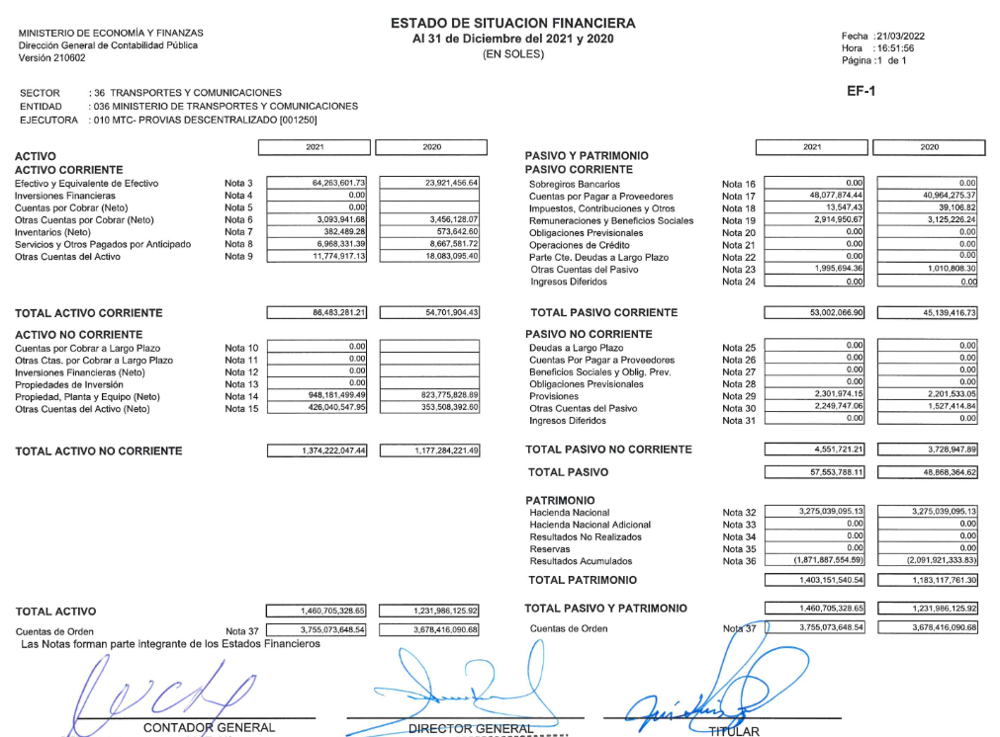 MINISTERIO DE ECONOMÍA Y FINANZAS
Dirección General de Contabilidad Pública
Versión 210602
ESTADO DE SITUACION FINANCIERA
Al 31 de Diciembre del 2021 y 2020
(EN SOLES)
Fecha :21/03/2022
Hora : 16:51:56
Página :1 de 1
EF-1
SECTOR : 36 TRANSPORTES Y COMUNICACIONES
ENTIDAD : 036 MINISTERIO DE TRANSPORTES Y COMUNICACIONES
EJECUTORA : 010 MTC- PROVIAS DESCENTRALIZADO [001250]
2021 2020
ACTIVO
ACTIVO CORRIENTE
Efectivo y Equivalente de Efectivo Nota 3 64,263,601.73 23,921,456.64
Inversiones Financieras Nota 4 0.00
Cuentas por Cobrar (Neto) Nota 5 0.00
Otras Cuentas por Cobrar (Neto) Nota 6 3,093,941.68 3,456,128.07
Inventarios (Neto) Nota 7 382,489.28 573,642.60
Servicios y Otros Pagados por Anticipado Nota 8 6,968,331.39 8,667,581.72
Otras Cuentas del Activo Nota 9 11,774,917.13 18,083,095.40
TOTAL ACTIVO CORRIENTE 86,483,281.21 54,701,904.43
ACTIVO NO CORRIENTE
Cuentas por Cobrar a Largo Plazo Nota 10 0.00
Otras Ctas. por Cobrar a Largo Plazo Nota 11 0.00
Inversiones Financieras (Neto) Nota 12 0.00
Propiedades de Inversión Nota 13 0.00
Propiedad, Planta y Equipo (Neto) Nota 14 948,181,499.49 823,775,828.89
Otras Cuentas del Activo (Neto) Nota 15 426,040,547.95 353,508,392.60
TOTAL ACTIVO NO CORRIENTE 1,374,222,047.44 1,177,284,221.49
TOTAL ACTIVO 1,460,705,328.65 1,231,986,125.92
Cuentas de Orden Nota 37 3,755,073,648.54 3,678,416,090.68
Las Notas forman parte integrante de los Estados Financieros
2021 2020
PASIVO Y PATRIMONIO
PASIVO CORRIENTE
Sobregiros Bancarios Nota 16 0.00 0.00
Cuentas por Pagar a Proveedores Nota 17 48,077,874.44 40,964,275.37
Impuestos, Contribuciones y Otros Nota 18 13,547.43 39,106.82
Remuneraciones y Beneficios Sociales Nota 19 2,914,950.67 3,125,226.24
Obligaciones Previsionales Nota 20 0.00 0.00
Operaciones de Crédito Nota 21 0.00 0.00
Parte Cte. Deudas a Largo Plazo Nota 22 0.00 0.00
Otras Cuentas del Pasivo Nota 23 1,995,694.36 1,010,808.30
Ingresos Diferidos Nota 24 0.00 0.00
TOTAL PASIVO CORRIENTE 53,002,066.90 45,139,416.73
PASIVO NO CORRIENTE
Deudas a Largo Plazo Nota 25 0.00 0.00
Cuentas Por Pagar a Proveedores Nota 26 0.00 0.00
Beneficios Sociales y Oblig. Prev. Nota 27 0.00 0.00
Obligaciones Previsionales Nota 28 0.00 0.00
Provisiones Nota 29 2,301,974.15 2,201,533.05
Otras Cuentas del Pasivo Nota 30 2,249,747.06 1,527,414.84
Ingresos Diferidos Nota 31 0.00 0.00
TOTAL PASIVO NO CORRIENTE 4,551,721.21 3,728,947.89
TOTAL PASIVO 57,553,788.11 48,868,364.62
PATRIMONIO
Hacienda Nacional Nota 32 3,275,039,095.13 3,275,039,095.13
Hacienda Nacional Adicional Nota 33 0.00 0.00
Resultados No Realizados Nota 34 0.00 0.00
Reservas Nota 35 0.00 0.00
Resultados Acumulados Nota 36 (1,871,887,554.59) (2,091,921,333.83)
TOTAL PATRIMONIO 1,403,151,540.54 1,183,117,761.30
TOTAL PASIVO Y PATRIMONIO 1,460,705,328.65 1,231,986,125.92
Cuentas de Orden Nota 37 3,755,073,648.54 3,678,416,090.68
CONTADOR GENERAL
DIRECTOR GENERAL
TITULAR